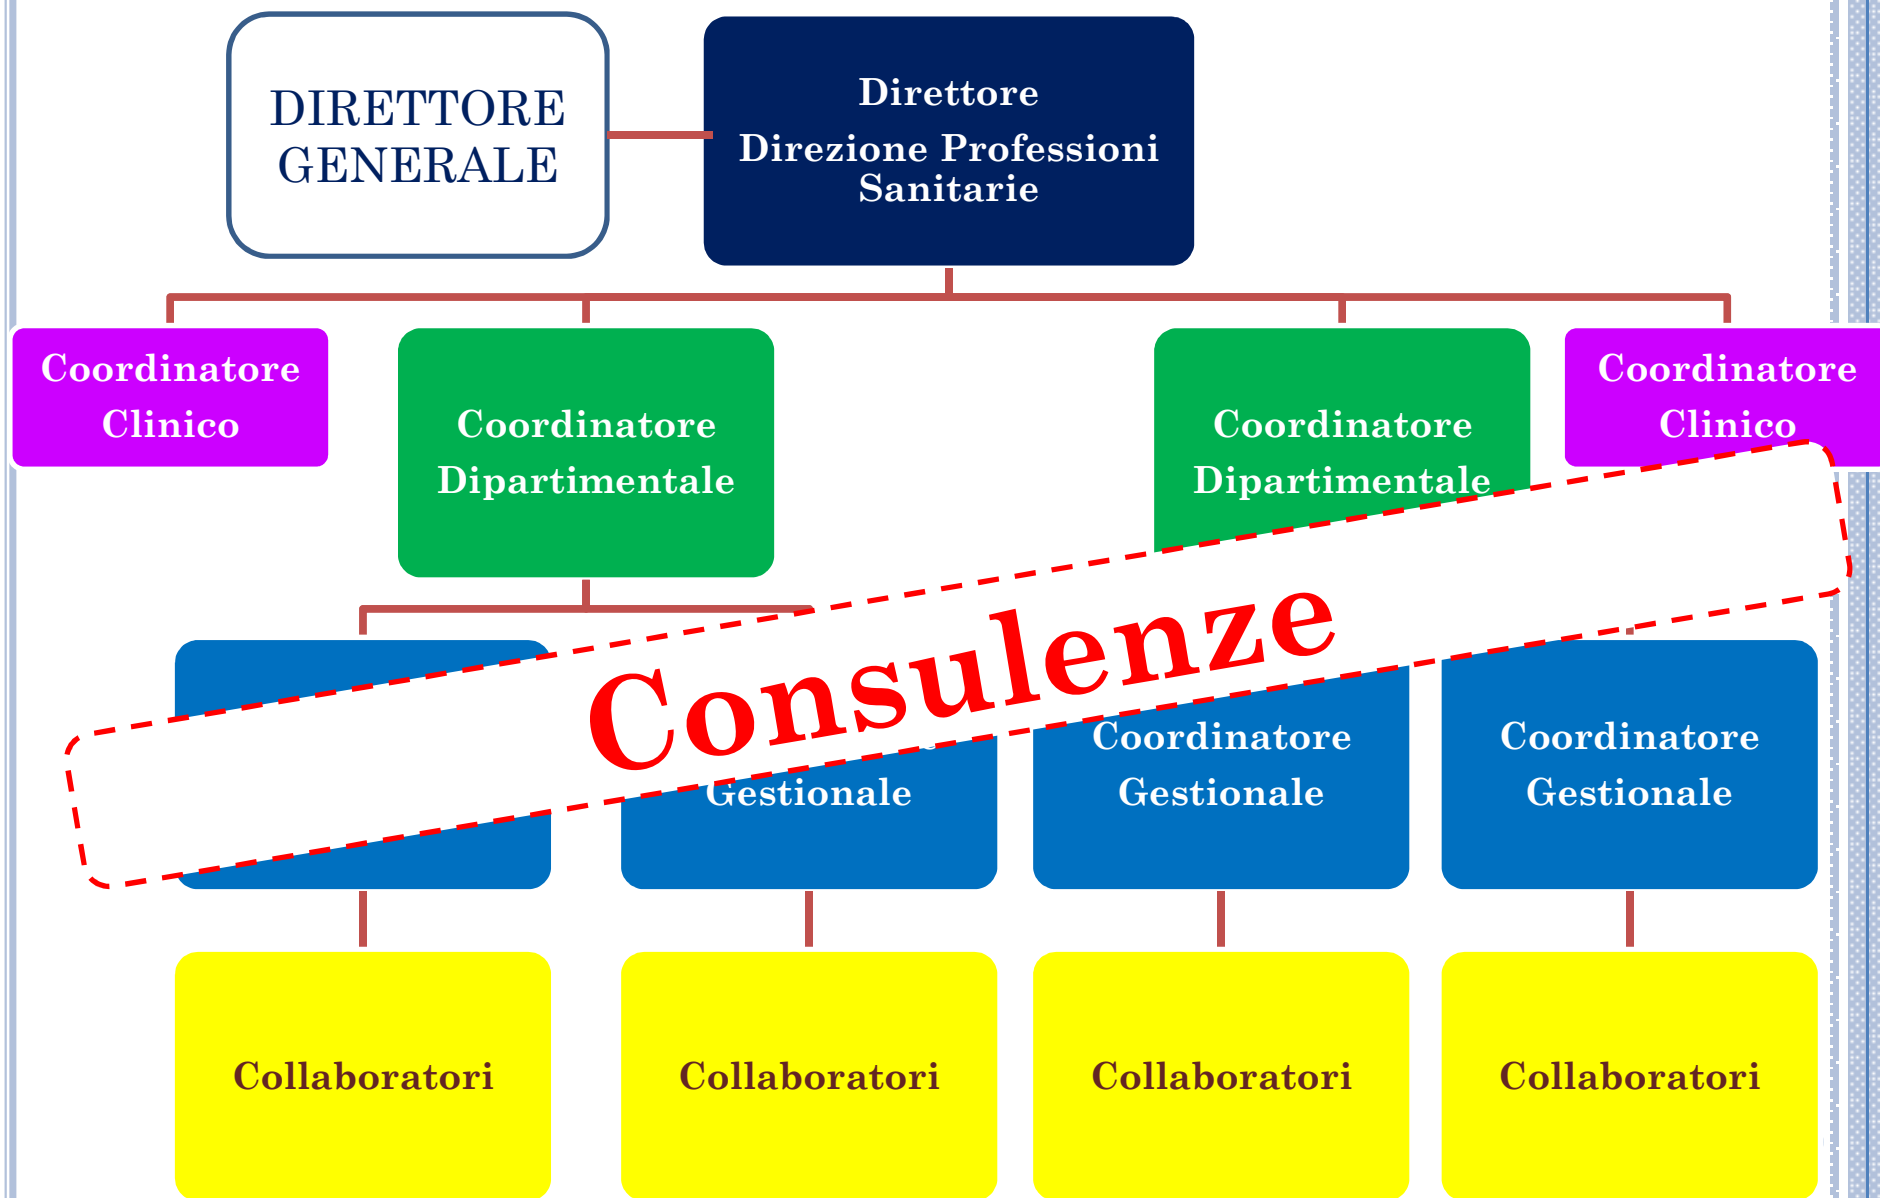 DIRETTORE
GENERALE
Direttore
Direzione Professioni
Sanitarie
Coordinatore
Clinico
Coordinatore
Dipartimentale
Coordinatore
Dipartimentale
Coordinatore
Clinico
Consulenze
Gestionale
Coordinatore
Gestionale
Coordinatore
Gestionale
Collaboratori
Collaboratori
Collaboratori
Collaboratori